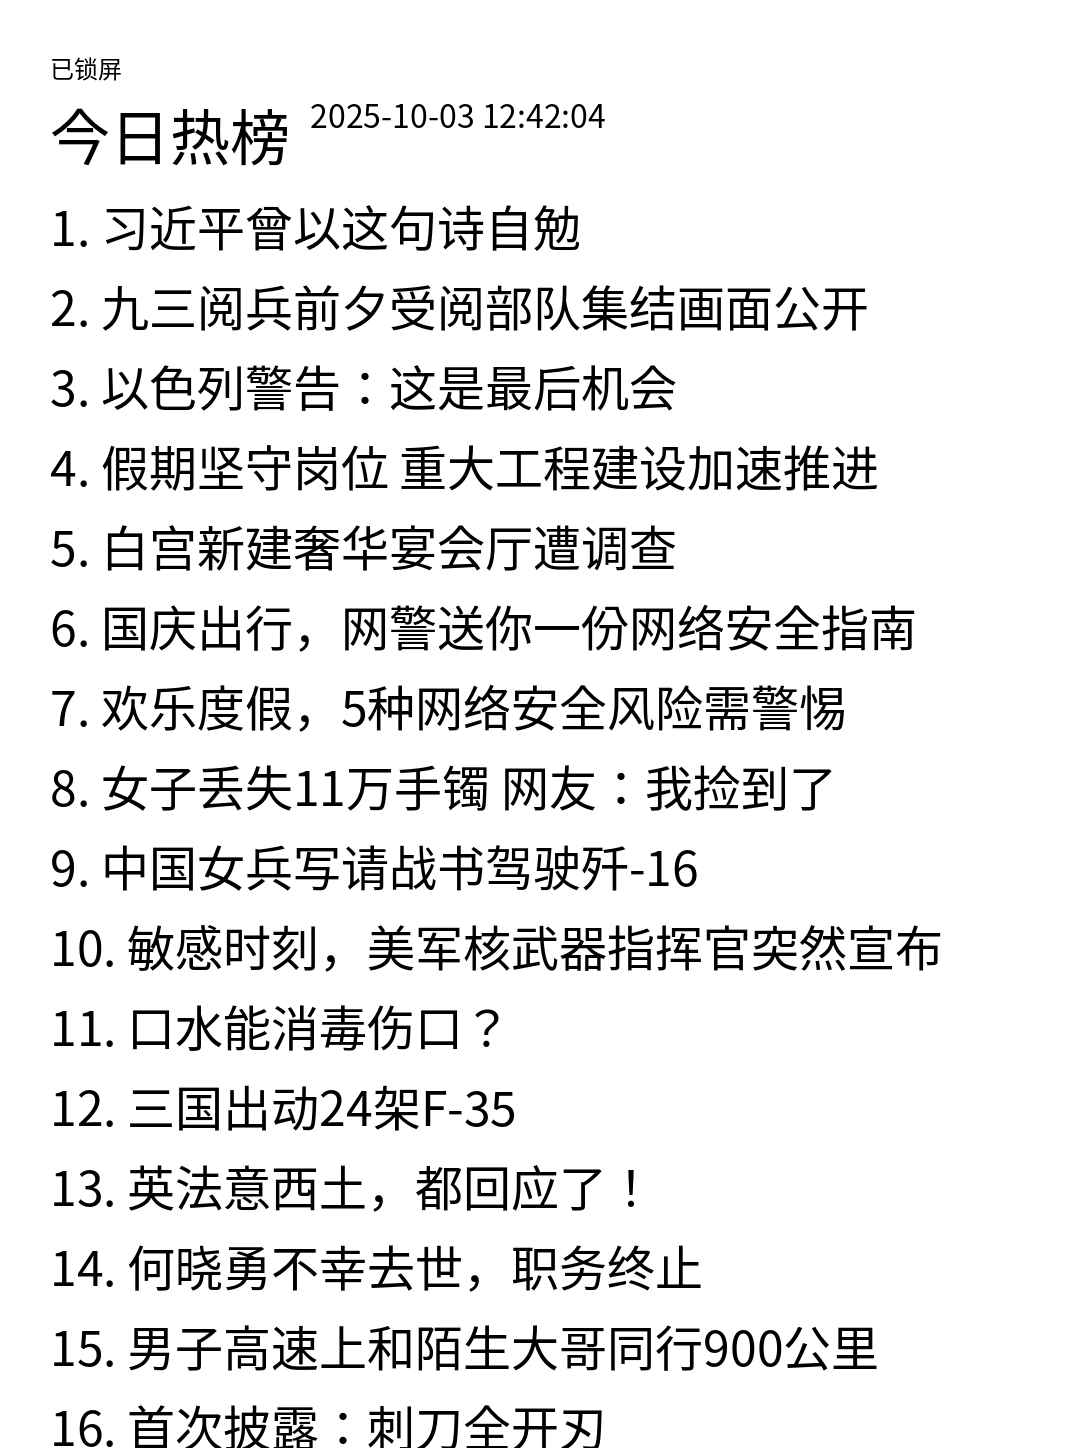 已锁屏
今日热榜 2025-10-03 12:42:04
1. 习近平曾以这句诗自勉
2. 九三阅兵前夕受阅部队集结画面公开
3. 以色列警告：这是最后机会
4. 假期坚守岗位 重大工程建设加速推进
5. 白宫新建奢华宴会厅遭调查
6. 国庆出行，网警送你一份网络安全指南
7. 欢乐度假，5种网络安全风险需警惕
8. 女子丢失11万手镯 网友：我捡到了
9. 中国女兵写请战书驾驶歼-16
10. 敏感时刻，美军核武器指挥官突然宣布
11. 口水能消毒伤口？
12. 三国出动24架F-35
13. 英法意西土，都回应了！
14. 何晓勇不幸去世，职务终止
15. 男子高速上和陌生大哥同行900公里
16. 首次披露：刺刀全开刃